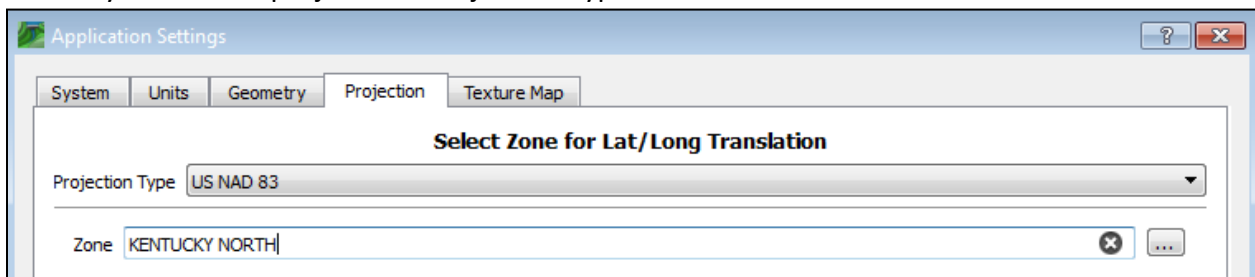 Application Settings
System Units Geometry Projection Texture Map
Select Zone for Lat/Long Translation
Projection Type US NAD 83
Zone KENTUCKY NORTH ...